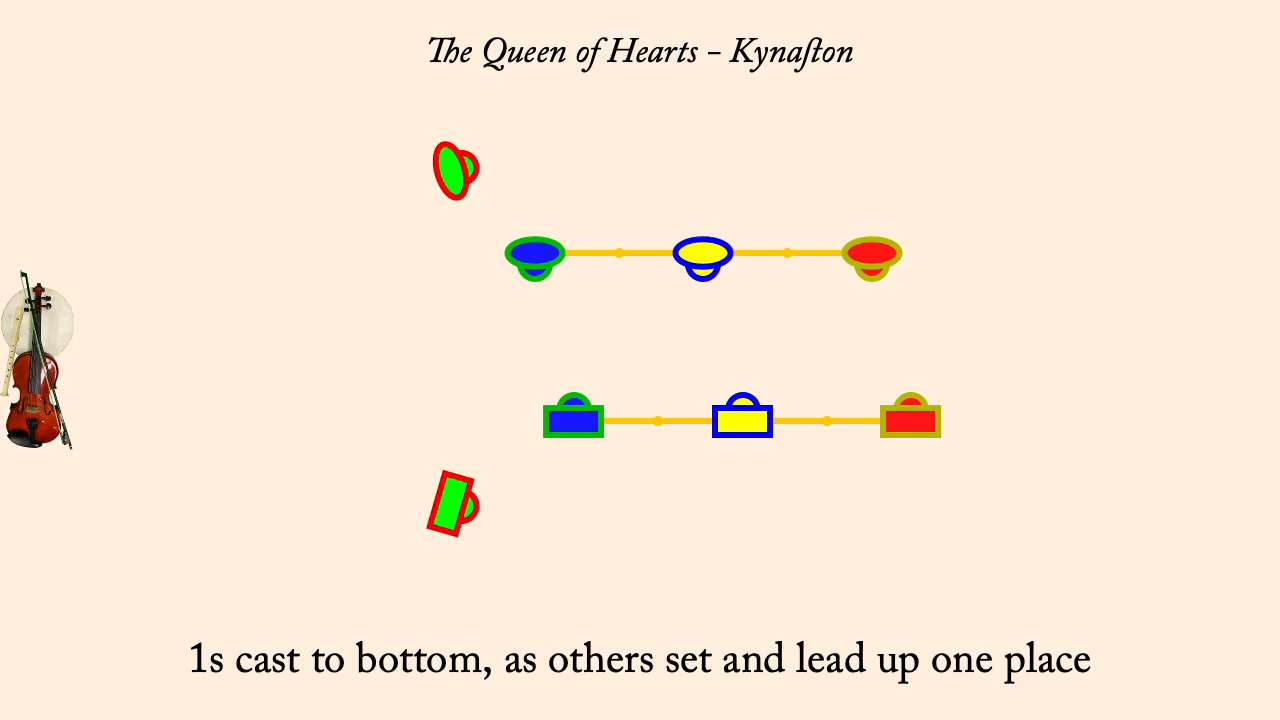 The Queen of Hearts – Kynaſton
1s cast to bottom, as others set and lead up one place